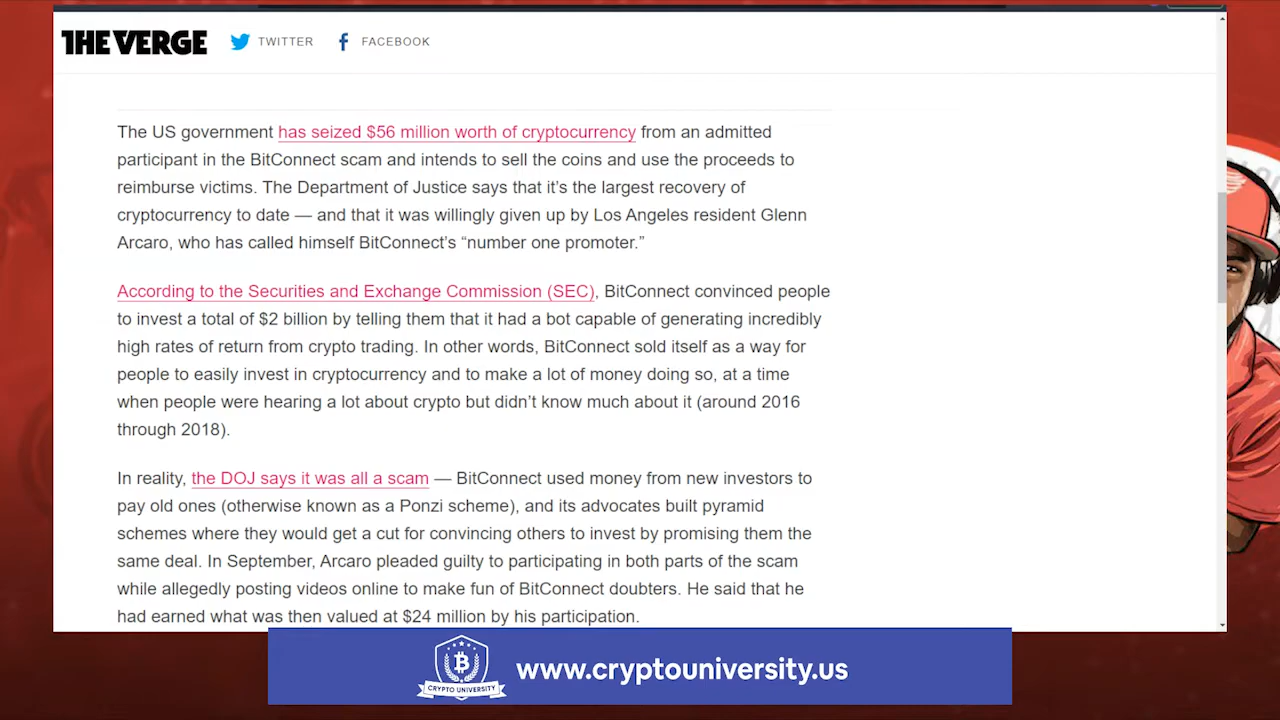 THE VERGE TWITTER FACEBOOK
The US government has seized $56 million worth of cryptocurrency from an admitted
participant in the BitConnect scam and intends to sell the coins and use the proceeds to
reimburse victims. The Department of Justice says that it’s the largest recovery of
cryptocurrency to date — and that it was willingly given up by Los Angeles resident Glenn
Arcaro, who has called himself BitConnect’s “number one promoter.”
According to the Securities and Exchange Commission (SEC), BitConnect convinced people
to invest a total of $2 billion by telling them that it had a bot capable of generating incredibly
high rates of return from crypto trading. In other words, BitConnect sold itself as a way for
people to easily invest in cryptocurrency and to make a lot of money doing so, at a time
when people were hearing a lot about crypto but didn’t know much about it (around 2016
through 2018).
In reality, the DOJ says it was all a scam — BitConnect used money from new investors to
pay old ones (otherwise known as a Ponzi scheme), and its advocates built pyramid
schemes where they would get a cut for convincing others to invest by promising them the
same deal. In September, Arcaro pleaded guilty to participating in both parts of the scam
while allegedly posting videos online to make fun of BitConnect doubters. He said that he
had earned what was then valued at $24 million by his participation.
CRYPTO UNIVERSITY
www.cryptouniversity.us